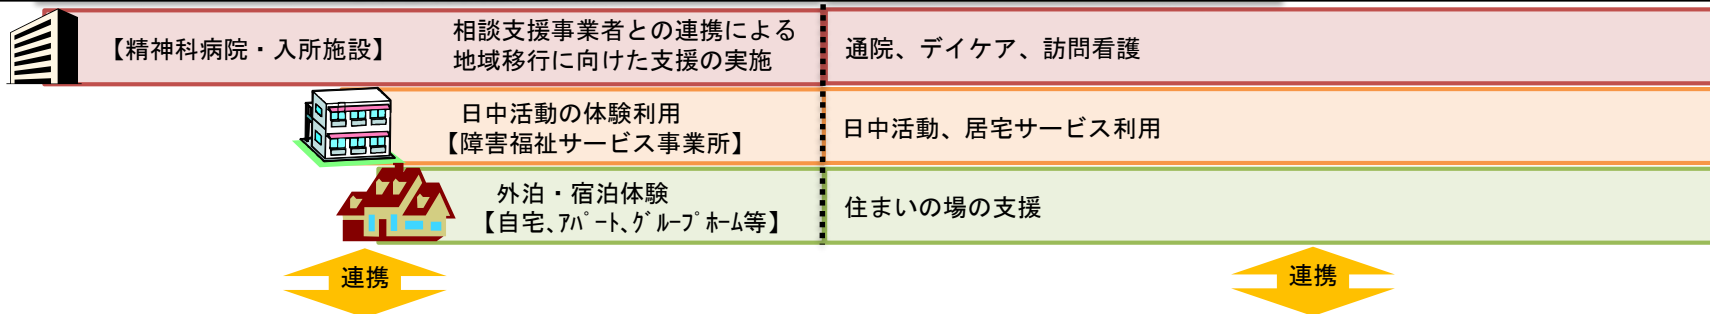 【精神科病院・入所施設】
相談支援事業者との連携による
地域移行に向けた支援の実施
通院、デイケア、訪問看護
日中活動の体験利用
【障害福祉サービス事業所】
日中活動、居宅サービス利用
外泊・宿泊体験
【自宅、ｱﾊﾟｰﾄ、ｸﾞﾙｰﾌﾟﾎｰﾑ等】
住まいの場の支援
連携
連携